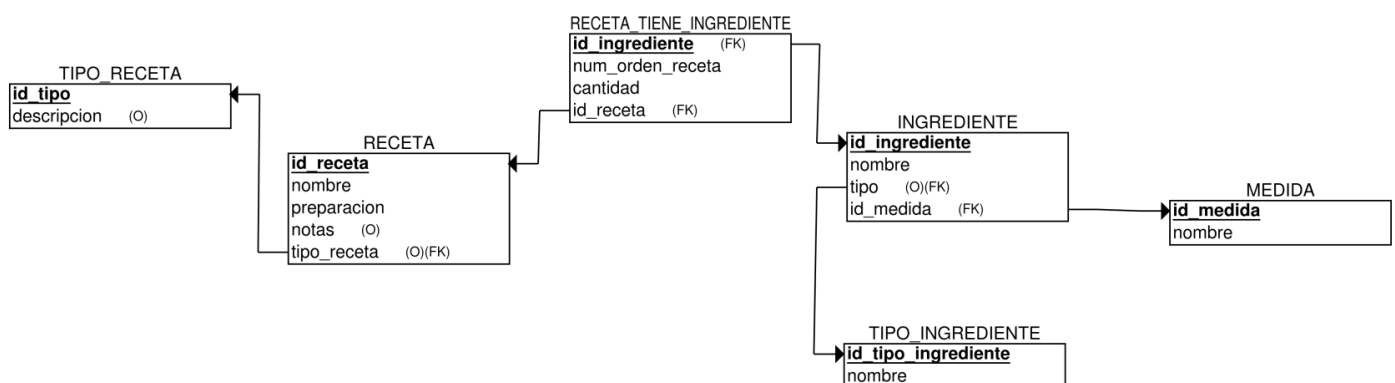 TIPO_RECETA
id_tipo
descripcion (O)
RECETA
id_receta
nombre
preparacion
notas (O)
tipo_receta (O)(FK)
RECETA_TIENE_INGREDIENTE
id_ingrediente (FK)
num_orden_receta
cantidad
id_receta (FK)
INGREDIENTE
id_ingrediente
nombre
tipo (O)(FK)
id_medida (FK)
MEDIDA
id_medida
nombre
TIPO_INGREDIENTE
id_tipo_ingrediente
nombre